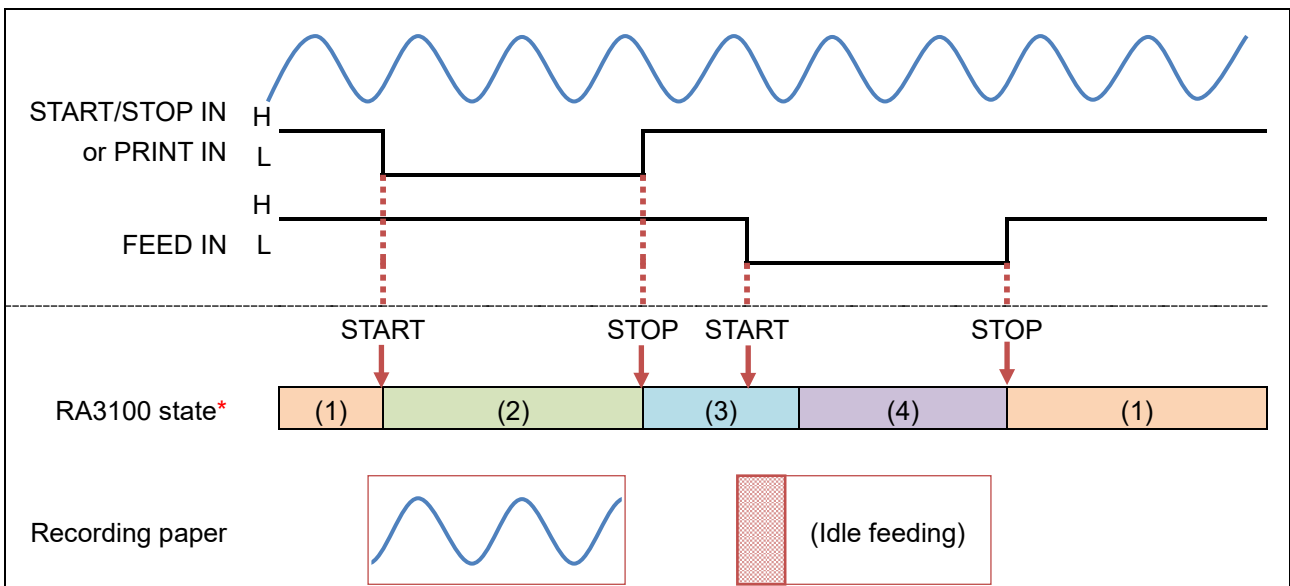 START/STOP IN H
or PRINT IN L
H
FEED IN L
START STOP START STOP
RA3100 state* (1) (2) (3) (4) (1)
Recording paper (Idle feeding)